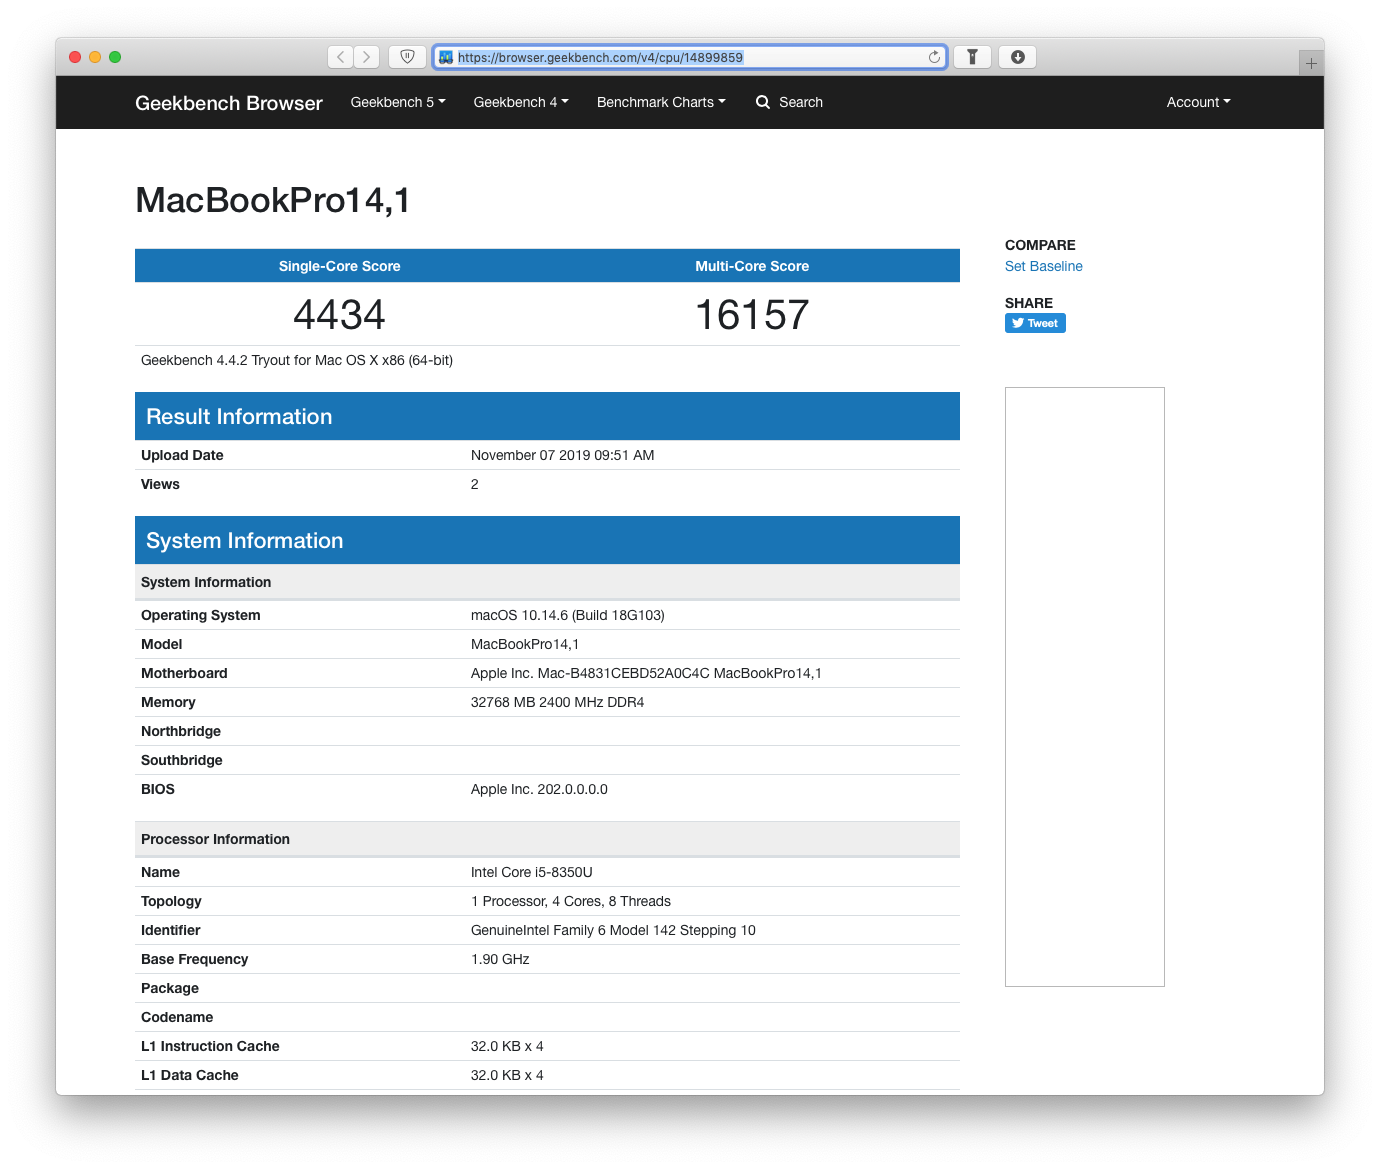 https://browser.geekbench.com/v4/cpu/14899859
Geekbench Browser Geekbench 5 Geekbench 4 Benchmark Charts Search Account
MacBookPro14,1
Single-Core Score Multi-Core Score
4434 16157
Geekbench 4.4.2 Tryout for Mac OS X x86 (64-bit)
COMPARE
Set Baseline
SHARE
Tweet
Result Information
Upload Date November 07 2019 09:51 AM
Views 2
System Information
System Information
Operating System macOS 10.14.6 (Build 18G103)
Model MacBookPro14,1
Motherboard Apple Inc. Mac-B4831CEBD52A0C4C MacBookPro14,1
Memory 32768 MB 2400 MHz DDR4
Northbridge
Southbridge
BIOS Apple Inc. 202.0.0.0.0
Processor Information
Name Intel Core i5-8350U
Topology 1 Processor, 4 Cores, 8 Threads
Identifier GenuineIntel Family 6 Model 142 Stepping 10
Base Frequency 1.90 GHz
Package
Codename
L1 Instruction Cache 32.0 KB x 4
L1 Data Cache 32.0 KB x 4